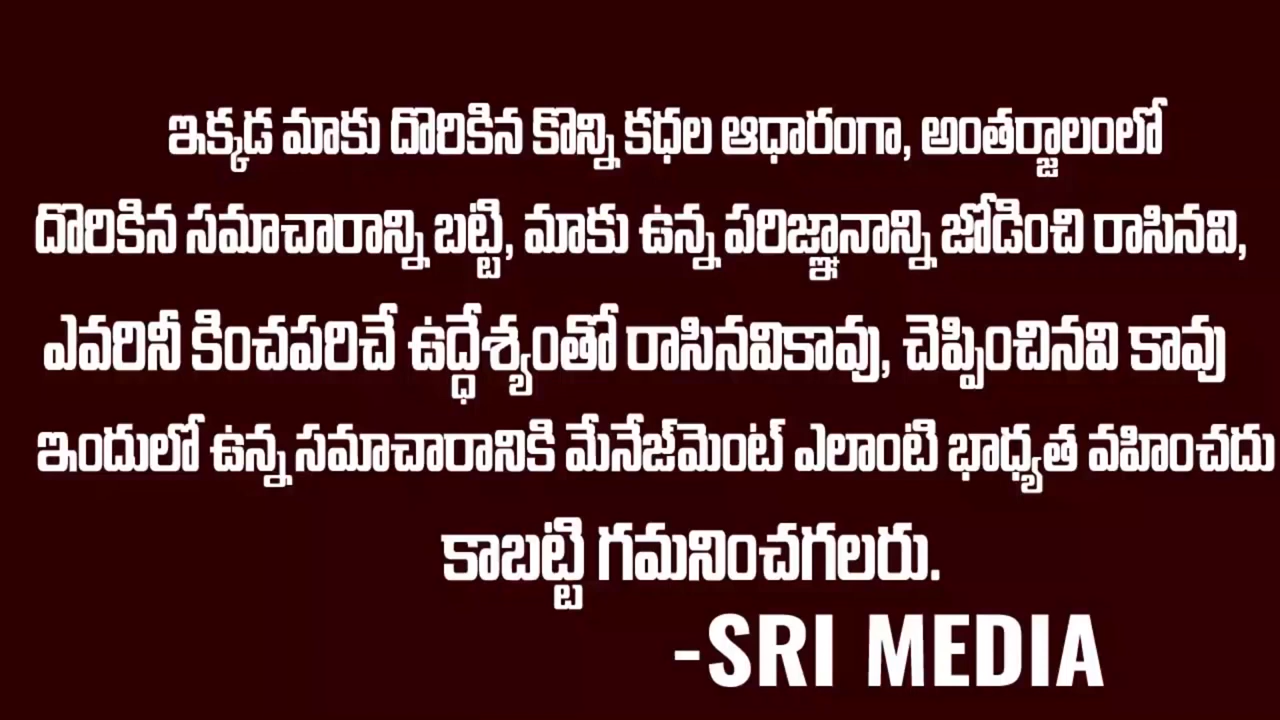 ఇక్కడ మాకు దొరికిన కొన్ని కధల ఆధారంగా, అంతర్జాలంలో
దొరికిన సమాచారాన్ని బట్టి, మాకు ఉన్న పరిజ్ఞానాన్ని జోడించి రాసినవి,
ఎవరినీ కించపరిచే ఉద్ధేశ్యంతో రాసినవికావు, చెప్పించినవి కావు
ఇందులో ఉన్న సమాచారానికి మేనేజ్‌మెంట్ ఎలాంటి భాధ్యత వహించదు
కాబట్టి గమనించగలరు.
-SRI MEDIA